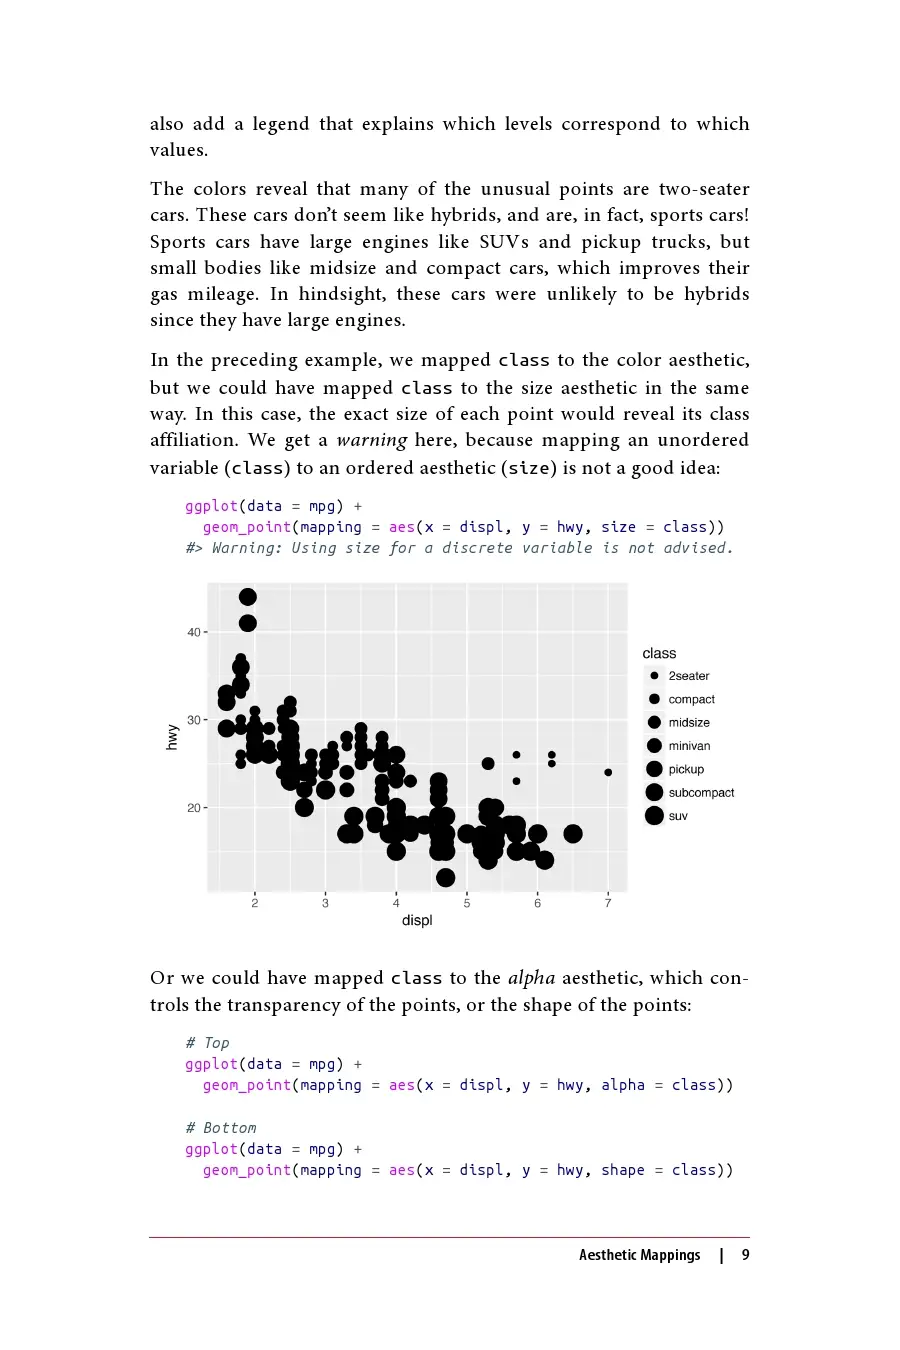 also add a legend that explains which levels correspond to which
values.
The colors reveal that many of the unusual points are two-seater
cars. These cars don’t seem like hybrids, and are, in fact, sports cars!
Sports cars have large engines like SUVs and pickup trucks, but
small bodies like midsize and compact cars, which improves their
gas mileage. In hindsight, these cars were unlikely to be hybrids
since they have large engines.
In the preceding example, we mapped class to the color aesthetic,
but we could have mapped class to the size aesthetic in the same
way. In this case, the exact size of each point would reveal its class
affiliation. We get a warning here, because mapping an unordered
variable (class) to an ordered aesthetic (size) is not a good idea:
ggplot(data = mpg) +
  geom_point(mapping = aes(x = displ, y = hwy, size = class))
#> Warning: Using size for a discrete variable is not advised.
40
30
20
hwy
2 3 4 5 6 7
displ
class
2seater
compact
midsize
minivan
pickup
subcompact
suv
Or we could have mapped class to the alpha aesthetic, which con-
trols the transparency of the points, or the shape of the points:
# Top
ggplot(data = mpg) +
  geom_point(mapping = aes(x = displ, y = hwy, alpha = class))
# Bottom
ggplot(data = mpg) +
  geom_point(mapping = aes(x = displ, y = hwy, shape = class))
Aesthetic Mappings | 9